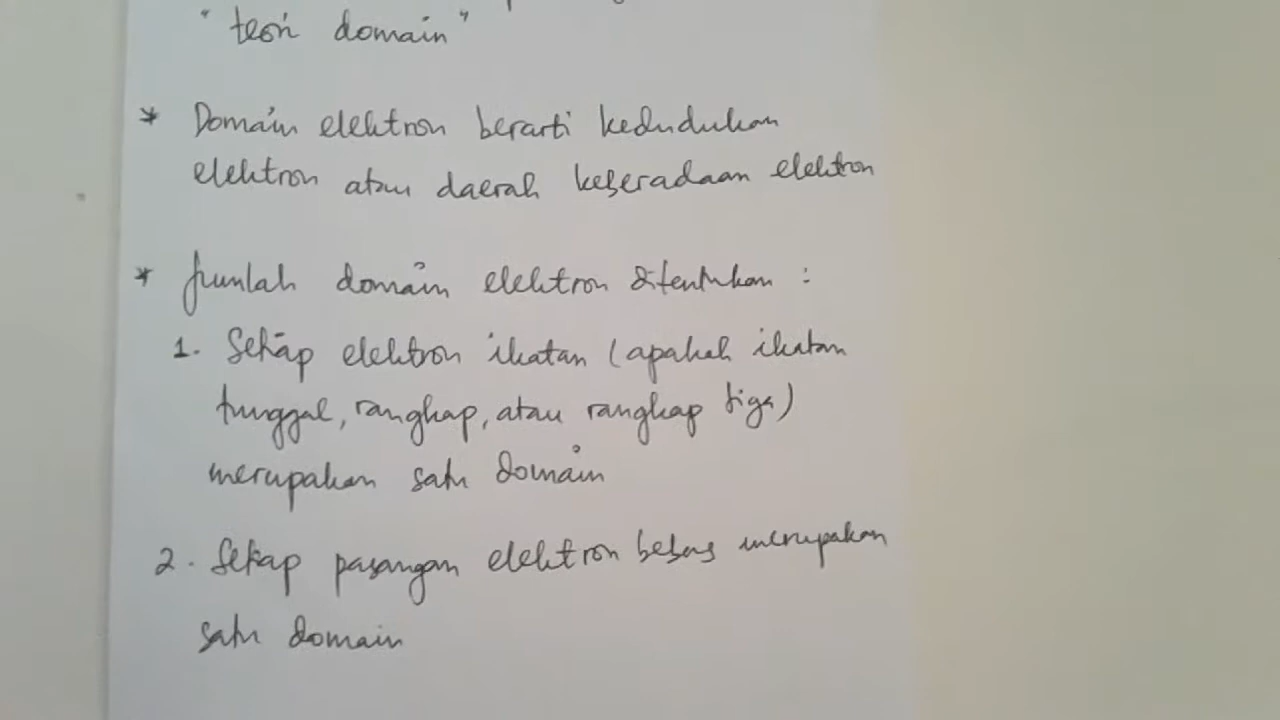 "teori domain"
* Domain elektron berarti kedudukan
elektron atau daerah keberadaan elektron
* Jumlah domain elektron ditentukan :
1. Setiap elektron ikatan (apakah ikatan
tunggal, rangkap, atau rangkap tiga)
merupakan satu domain
2. Setiap pasangan elektron bebas merupakan
satu domain